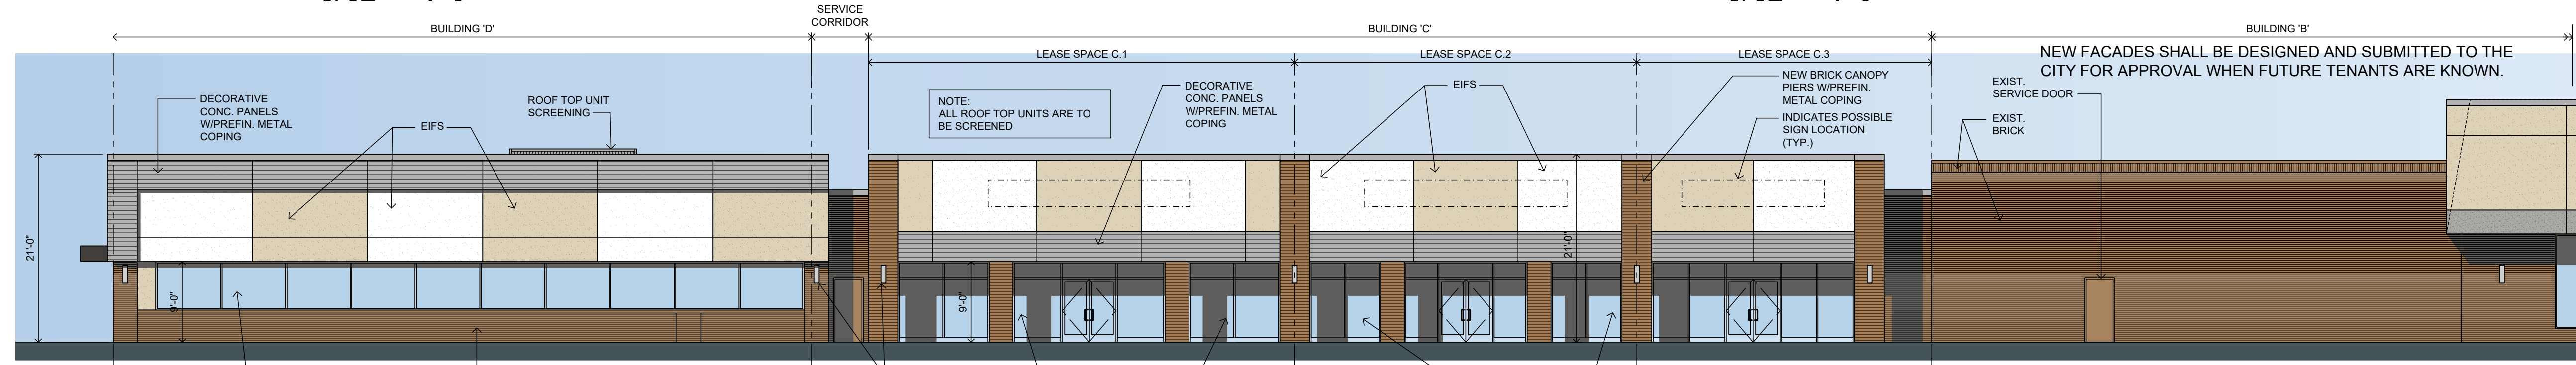 SERVICE
CORRIDOR
BUILDING 'D'
BUILDING 'C'
BUILDING 'B'
LEASE SPACE C.1
LEASE SPACE C.2
LEASE SPACE C.3
NEW FACADES SHALL BE DESIGNED AND SUBMITTED TO THE
CITY FOR APPROVAL WHEN FUTURE TENANTS ARE KNOWN.
DECORATIVE
CONC. PANELS
W/PREFIN. METAL
COPING
EIFS
ROOF TOP UNIT
SCREENING
NOTE:
ALL ROOF TOP UNITS ARE TO
BE SCREENED
DECORATIVE
CONC. PANELS
W/PREFIN. METAL
COPING
EIFS
NEW BRICK CANOPY
PIERS W/PREFIN.
METAL COPING
INDICATES POSSIBLE
SIGN LOCATION
(TYP.)
EXIST.
SERVICE DOOR
EXIST.
BRICK
21'-0"
9'-0"
9'-0"
21'-0"